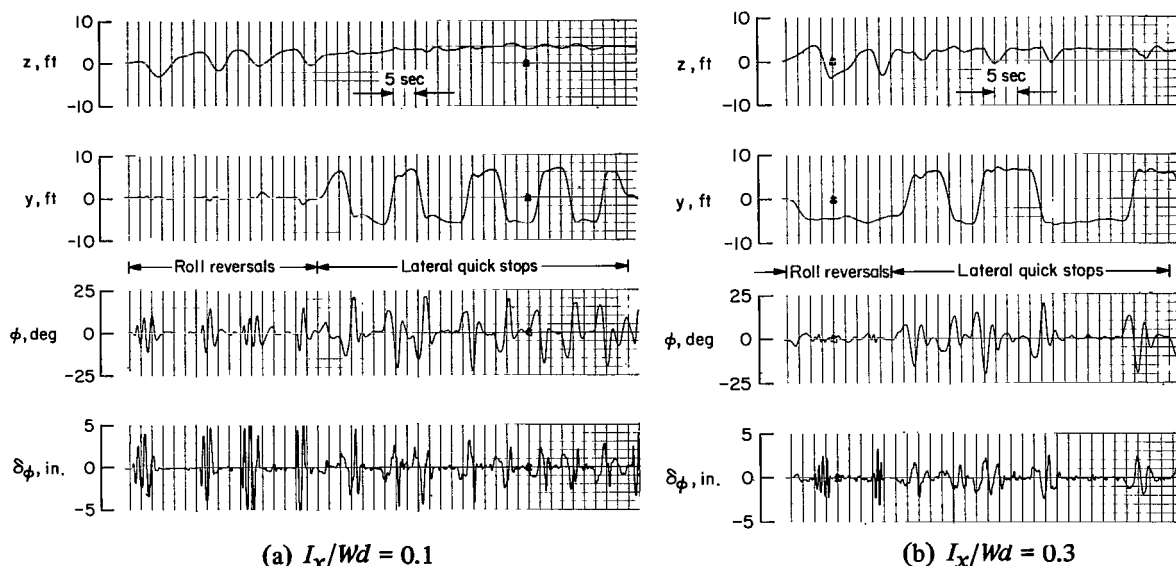 10
z, ft 0
-10
5 sec
10
y, ft 0
-10
Roll reversals Lateral quick stops
25
ϕ, deg 0
-25
5
δϕ, in. 0
-5
(a) Ix/Wd = 0.1
10
z, ft 0
-10
5 sec
10
y, ft 0
-10
Roll reversals Lateral quick stops
25
ϕ, deg 0
-25
5
δϕ, in. 0
-5
(b) Ix/Wd = 0.3